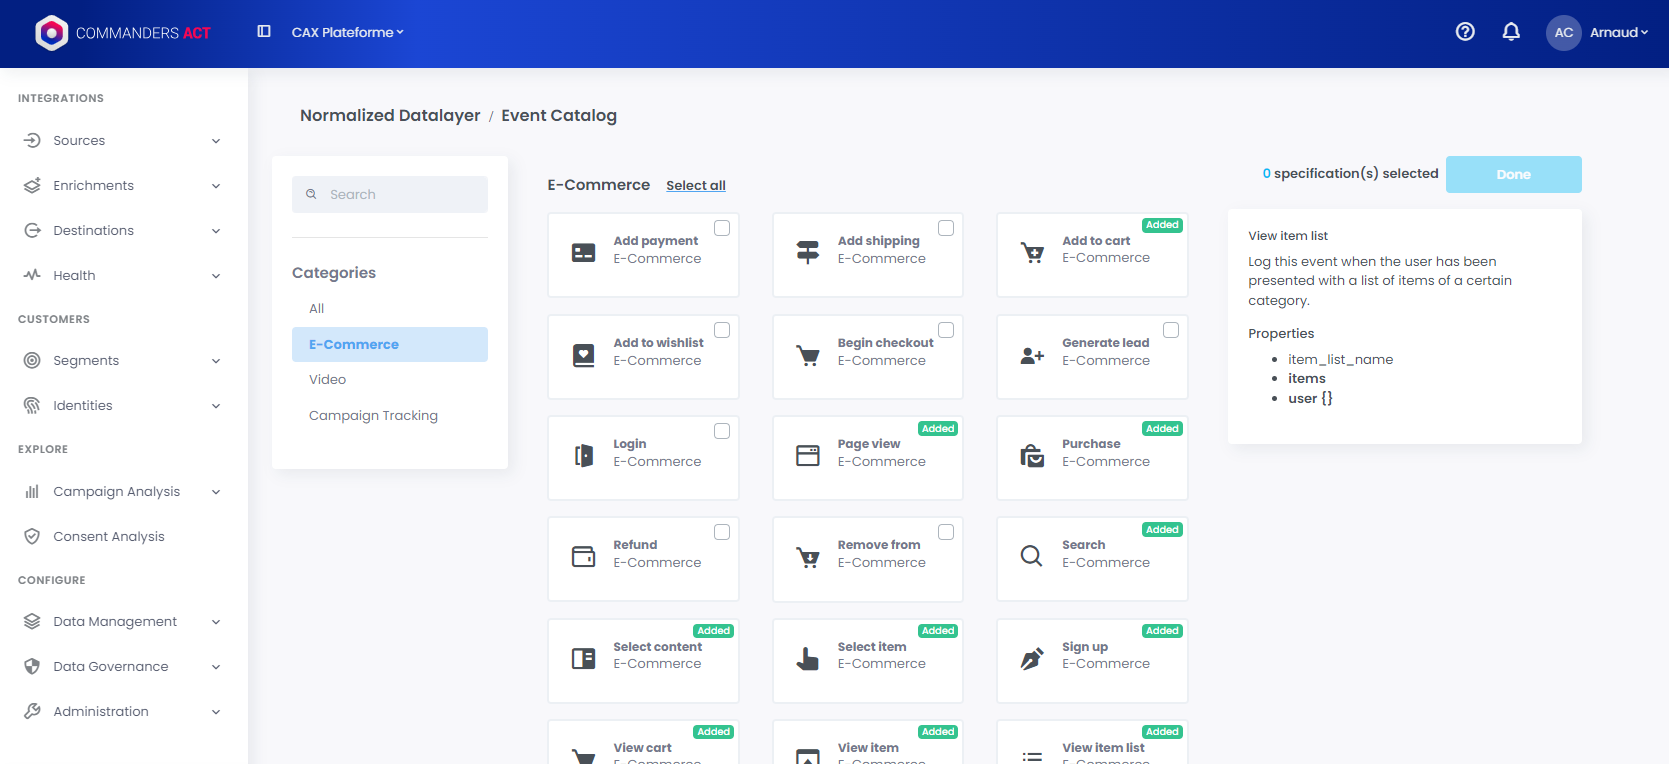 COMMANDERS ACT
CAX Plateforme
AC
Arnaud
INTEGRATIONS
Sources
Enrichments
Destinations
Health
CUSTOMERS
Segments
Identities
EXPLORE
Campaign Analysis
Consent Analysis
CONFIGURE
Data Management
Data Governance
Administration
Normalized Datalayer / Event Catalog
Search
Categories
All
E-Commerce
Video
Campaign Tracking
E-Commerce Select all
0 specification(s) selected
Done
Add payment
E-Commerce
Add shipping
E-Commerce
Added
Add to cart
E-Commerce
Add to wishlist
E-Commerce
Begin checkout
E-Commerce
Generate lead
E-Commerce
Login
E-Commerce
Added
Page view
E-Commerce
Added
Purchase
E-Commerce
Refund
E-Commerce
Remove from
E-Commerce
Added
Search
E-Commerce
Added
Select content
E-Commerce
Added
Select item
E-Commerce
Added
Sign up
E-Commerce
Added
View cart
E-Commerce
Added
View item
E-Commerce
Added
View item list
E-Commerce
View item list
Log this event when the user has been
presented with a list of items of a certain
category.
Properties
item_list_name
items
user {}